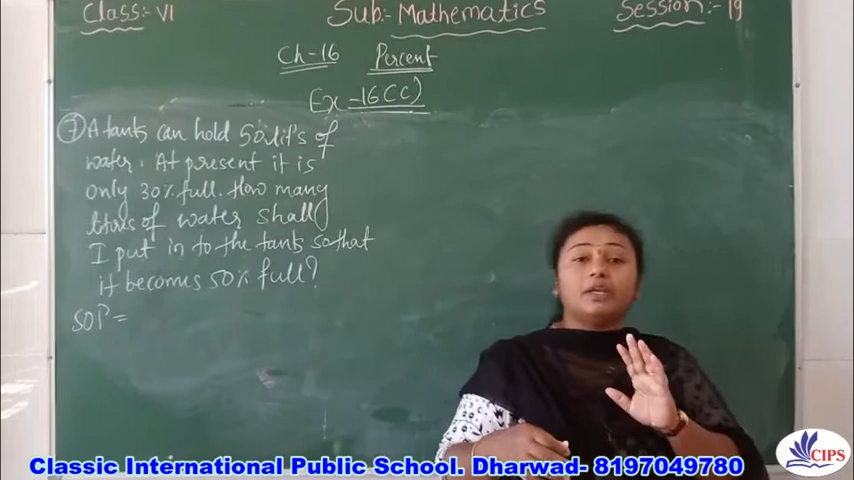 Class:- VI Sub:- Mathematics Session:- 19
Ch-16 Percent
Ex-16(C)
7 A tank can hold 50 lit's of
water. At present it is
only 30% full. How many
litres of water shall
I put in to the tank so that
it becomes 50% full?
Sol =
Classic International Public School, Dharwad- 8197049780
CIPS